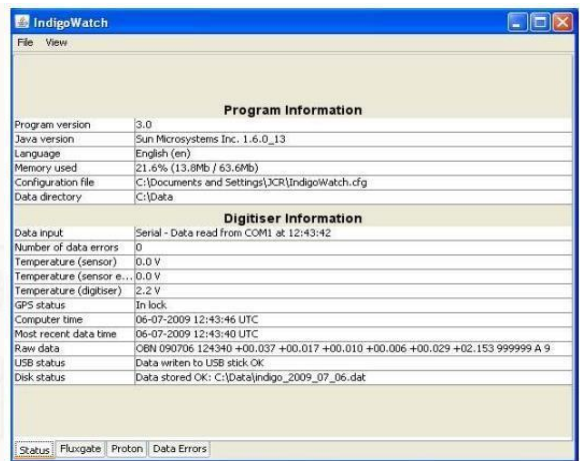 IndigoWatch
File View
Program Information
Program version 3.0
Java version Sun Microsystems Inc. 1.6.0_13
Language English (en)
Memory used 21.6% (13.8Mb / 63.6Mb)
Configuration file C:\Documents and Settings\JCR\IndigoWatch.cfg
Data directory C:\Data
Digitiser Information
Data input Serial - Data read from COM1 at 12:43:42
Number of data errors 0
Temperature (sensor) 0.0 V
Temperature (sensor e... 0.0 V
Temperature (digitiser) 2.2 V
GPS status In lock
Computer time 06-07-2009 12:43:46 UTC
Most recent data time 06-07-2009 12:43:40 UTC
Raw data OBN 090706 124340 +00.037 +00.017 +00.010 +00.006 +00.029 +02.153 999999 A 9
USB status Data writen to USB stick OK
Disk status Data stored OK: C:\Data\indigo_2009_07_06.dat
Status Fluxgate Proton Data Errors